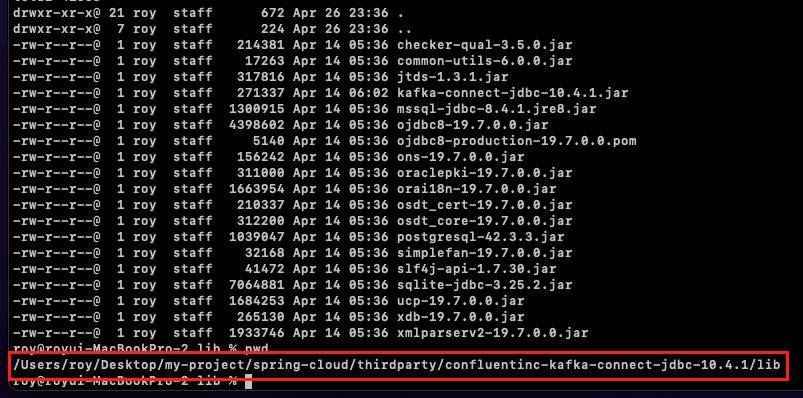 drwxr-xr-x@ 21 roy  staff      672 Apr 26 23:36 .
drwxr-xr-x@  7 roy  staff      224 Apr 26 23:36 ..
-rw-r--r--@  1 roy  staff   214381 Apr 14 05:36 checker-qual-3.5.0.jar
-rw-r--r--@  1 roy  staff    17263 Apr 14 05:36 common-utils-6.0.0.jar
-rw-r--r--@  1 roy  staff   317816 Apr 14 05:36 jtds-1.3.1.jar
-rw-r--r--@  1 roy  staff   271337 Apr 14 06:02 kafka-connect-jdbc-10.4.1.jar
-rw-r--r--@  1 roy  staff  1300915 Apr 14 05:36 mssql-jdbc-8.4.1.jre8.jar
-rw-r--r--@  1 roy  staff  4398602 Apr 14 05:36 ojdbc8-19.7.0.0.jar
-rw-r--r--@  1 roy  staff     5140 Apr 14 05:36 ojdbc8-production-19.7.0.0.pom
-rw-r--r--@  1 roy  staff   156242 Apr 14 05:36 ons-19.7.0.0.jar
-rw-r--r--@  1 roy  staff   311000 Apr 14 05:36 oraclepki-19.7.0.0.jar
-rw-r--r--@  1 roy  staff  1663954 Apr 14 05:36 orai18n-19.7.0.0.jar
-rw-r--r--@  1 roy  staff   210337 Apr 14 05:36 osdt_cert-19.7.0.0.jar
-rw-r--r--@  1 roy  staff   312200 Apr 14 05:36 osdt_core-19.7.0.0.jar
-rw-r--r--@  1 roy  staff  1039047 Apr 14 05:36 postgresql-42.3.3.jar
-rw-r--r--@  1 roy  staff    32168 Apr 14 05:36 simplefan-19.7.0.0.jar
-rw-r--r--@  1 roy  staff    41472 Apr 14 05:36 slf4j-api-1.7.30.jar
-rw-r--r--@  1 roy  staff  7064881 Apr 14 05:36 sqlite-jdbc-3.25.2.jar
-rw-r--r--@  1 roy  staff  1684253 Apr 14 05:36 ucp-19.7.0.0.jar
-rw-r--r--@  1 roy  staff   265130 Apr 14 05:36 xdb-19.7.0.0.jar
-rw-r--r--@  1 roy  staff  1933746 Apr 14 05:36 xmlparserv2-19.7.0.0.jar
roy@royui-MacBookPro-2 lib % pwd
/Users/roy/Desktop/my-project/spring-cloud/thirdparty/confluentinc-kafka-connect-jdbc-10.4.1/lib
roy@royui-MacBookPro-2 lib %